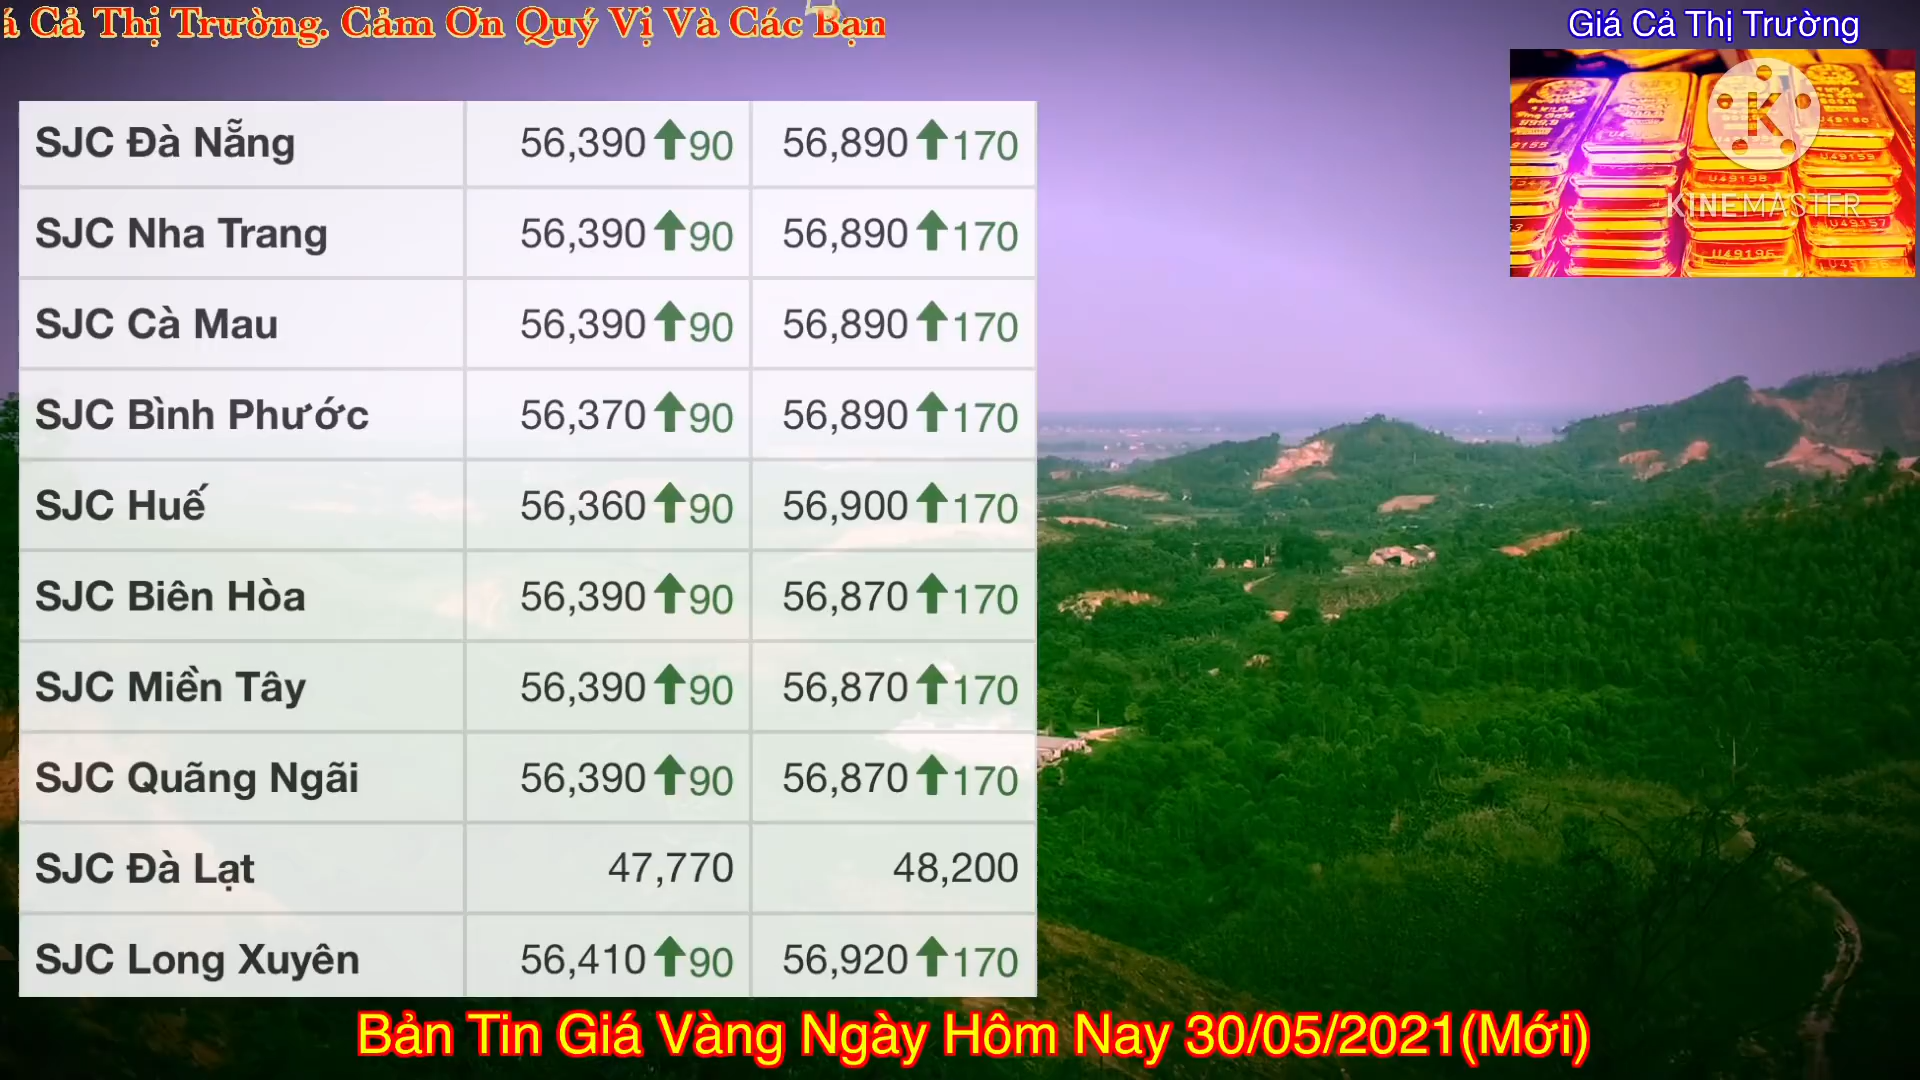 á Cả Thị Trường. Cảm Ơn Quý Vị Và Các Bạn
Giá Cả Thị Trường
K
KINEMASTER
SJC Đà Nẵng 56,390 ⬆90 56,890 ⬆170
SJC Nha Trang 56,390 ⬆90 56,890 ⬆170
SJC Cà Mau 56,390 ⬆90 56,890 ⬆170
SJC Bình Phước 56,370 ⬆90 56,890 ⬆170
SJC Huế 56,360 ⬆90 56,900 ⬆170
SJC Biên Hòa 56,390 ⬆90 56,870 ⬆170
SJC Miền Tây 56,390 ⬆90 56,870 ⬆170
SJC Quãng Ngãi 56,390 ⬆90 56,870 ⬆170
SJC Đà Lạt 47,770 48,200
SJC Long Xuyên 56,410 ⬆90 56,920 ⬆170
Bản Tin Giá Vàng Ngày Hôm Nay 30/05/2021(Mới)